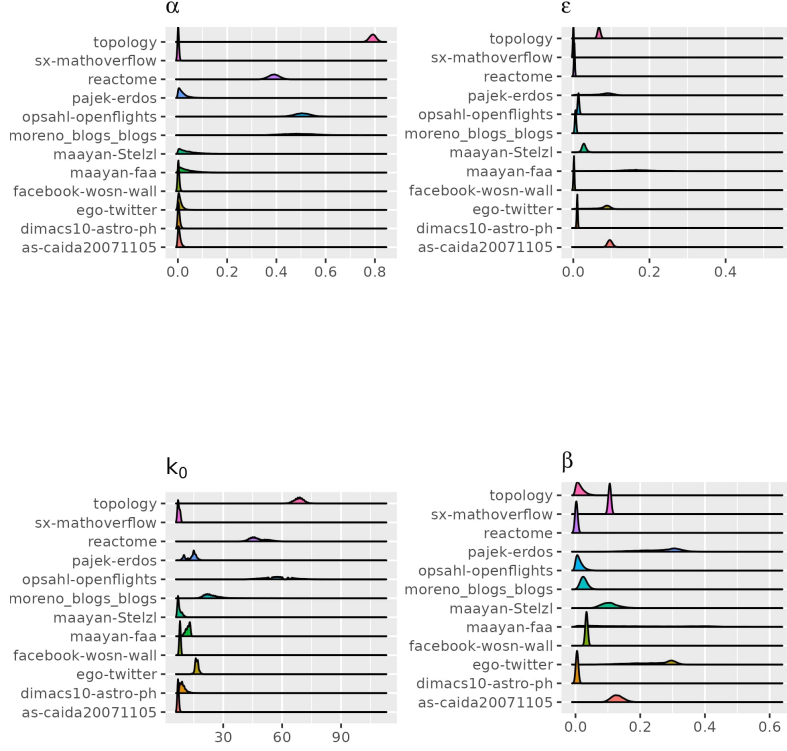 α
topology
sx-mathoverflow
reactome
pajek-erdos
opsahl-openflights
moreno_blogs_blogs
maayan-Stelzl
maayan-faa
facebook-wosn-wall
ego-twitter
dimacs10-astro-ph
as-caida20071105
0.0 0.2 0.4 0.6 0.8
ε
topology
sx-mathoverflow
reactome
pajek-erdos
opsahl-openflights
moreno_blogs_blogs
maayan-Stelzl
maayan-faa
facebook-wosn-wall
ego-twitter
dimacs10-astro-ph
as-caida20071105
0.0 0.2 0.4
k0
topology
sx-mathoverflow
reactome
pajek-erdos
opsahl-openflights
moreno_blogs_blogs
maayan-Stelzl
maayan-faa
facebook-wosn-wall
ego-twitter
dimacs10-astro-ph
as-caida20071105
30 60 90
β
topology
sx-mathoverflow
reactome
pajek-erdos
opsahl-openflights
moreno_blogs_blogs
maayan-Stelzl
maayan-faa
facebook-wosn-wall
ego-twitter
dimacs10-astro-ph
as-caida20071105
0.0 0.2 0.4 0.6